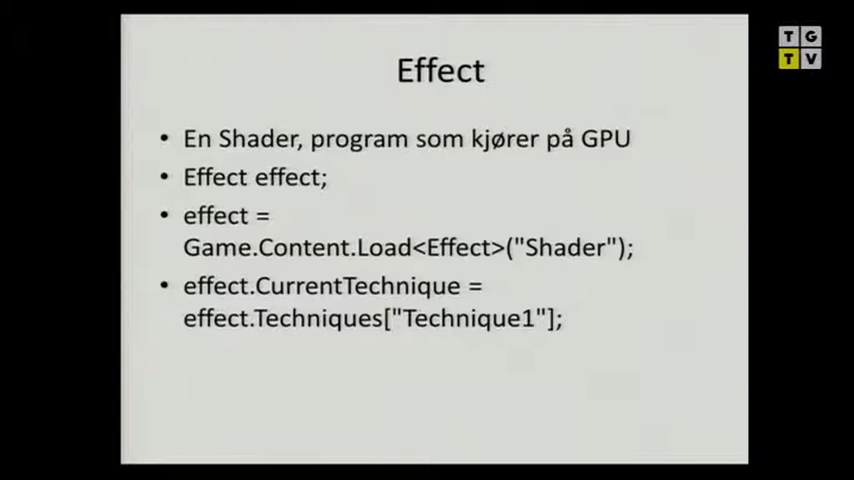 Effect
• En Shader, program som kjører på GPU
• Effect effect;
• effect =
Game.Content.Load<Effect>("Shader");
• effect.CurrentTechnique =
effect.Techniques["Technique1"];
T G
T V